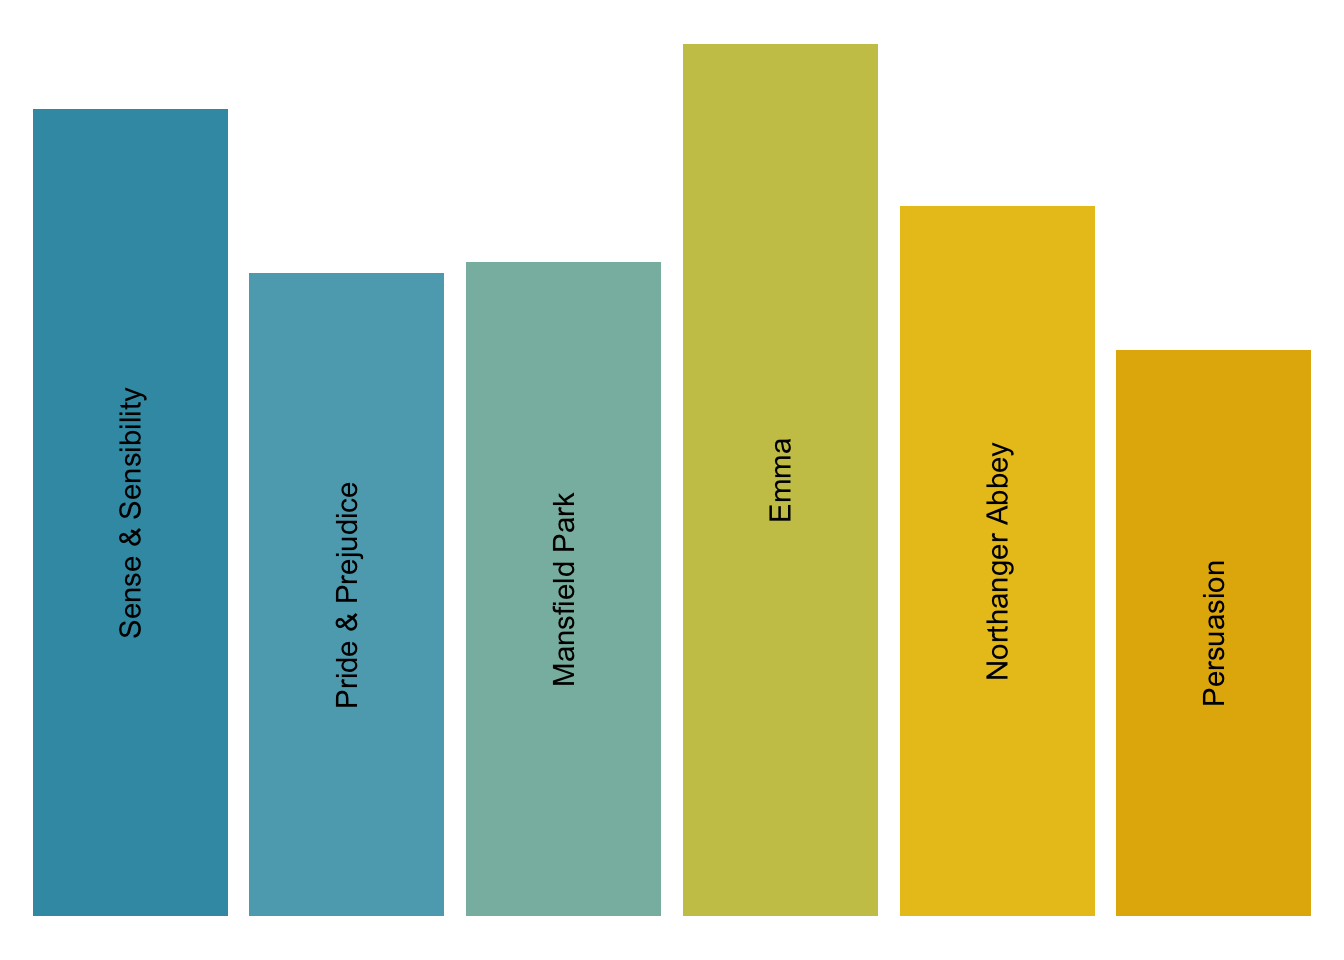 Sense & Sensibility
Pride & Prejudice
Mansfield Park
Emma
Northanger Abbey
Persuasion